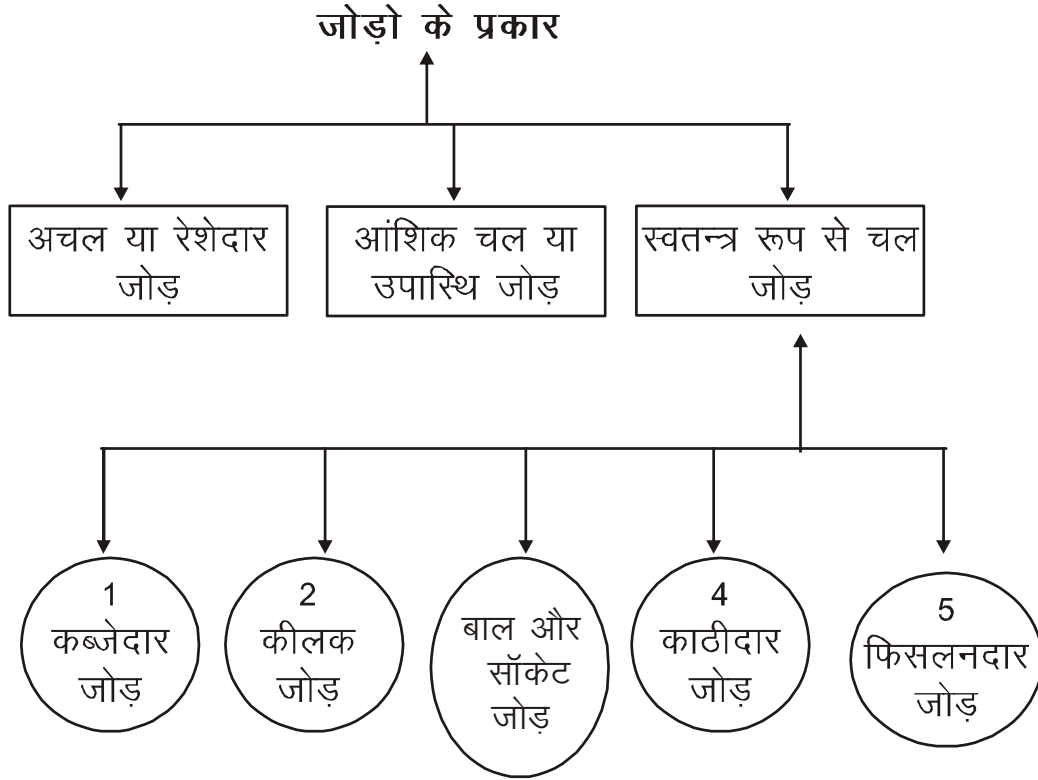 जोड़ो के प्रकार
अचल या रेशेदार
जोड़
आंशिक चल या
उपास्थि जोड़
स्वतन्त्र रूप से चल
जोड़
1
कब्जेदार
जोड़
2
कीलक
जोड़
बाल और
सॉकेट
जोड़
4
काठीदार
जोड़
5
फिसलनदार
जोड़